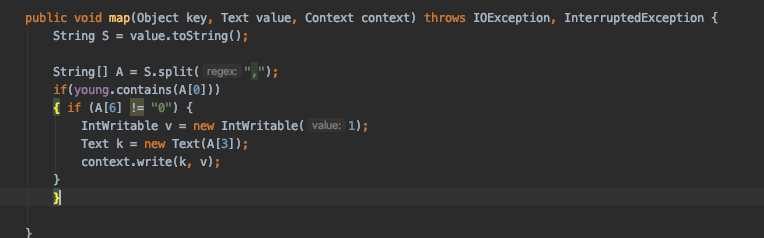 public void map(Object key, Text value, Context context) throws IOException, InterruptedException {
String S = value.toString();
String[] A = S.split( regex: ",");
if(young.contains(A[0]))
{ if (A[6] != "0") {
IntWritable v = new IntWritable( value: 1);
Text k = new Text(A[3]);
context.write(k, v);
}
}
}